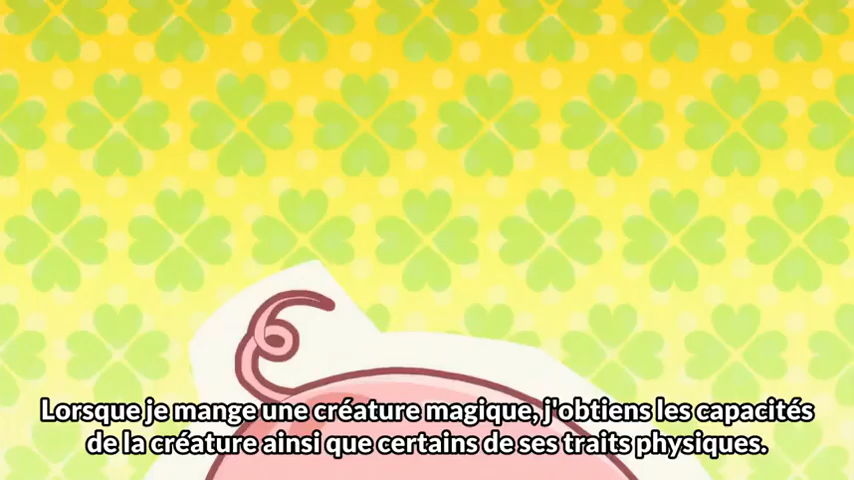 Lorsque je mange une créature magique, j'obtiens les capacités
de la créature ainsi que certains de ses traits physiques.